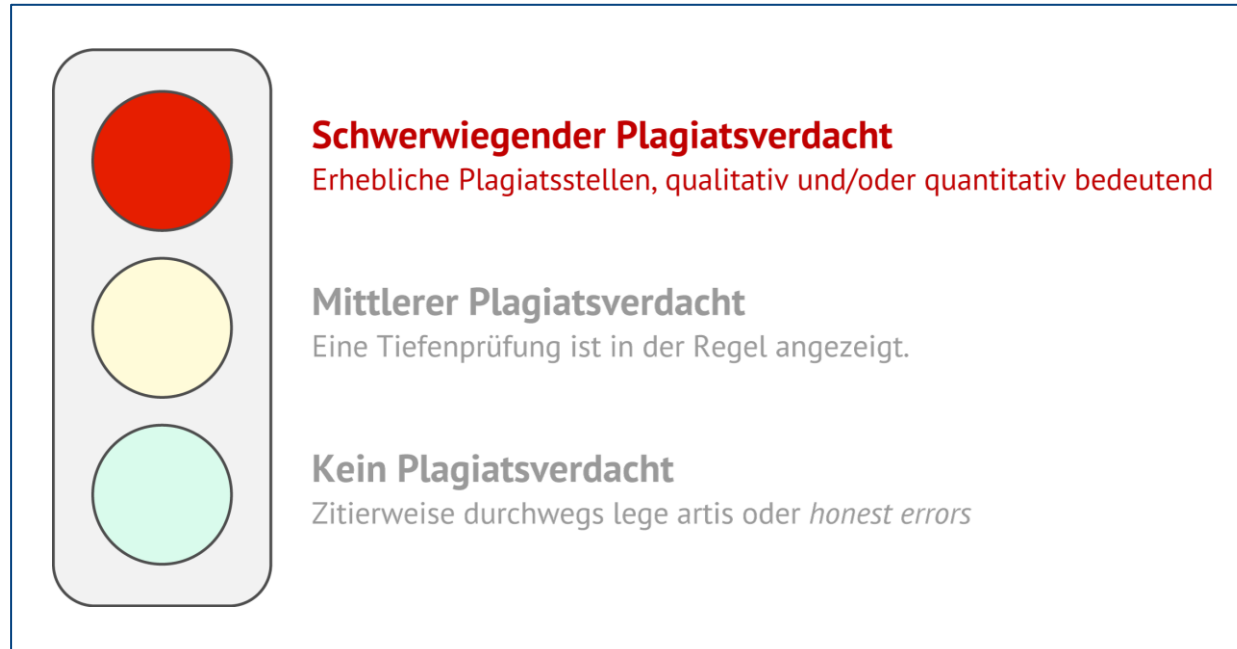 Schwerwiegender Plagiatsverdacht
Erhebliche Plagiatsstellen, qualitativ und/oder quantitativ bedeutend
Mittlerer Plagiatsverdacht
Eine Tiefenprüfung ist in der Regel angezeigt.
Kein Plagiatsverdacht
Zitierweise durchwegs lege artis oder honest errors